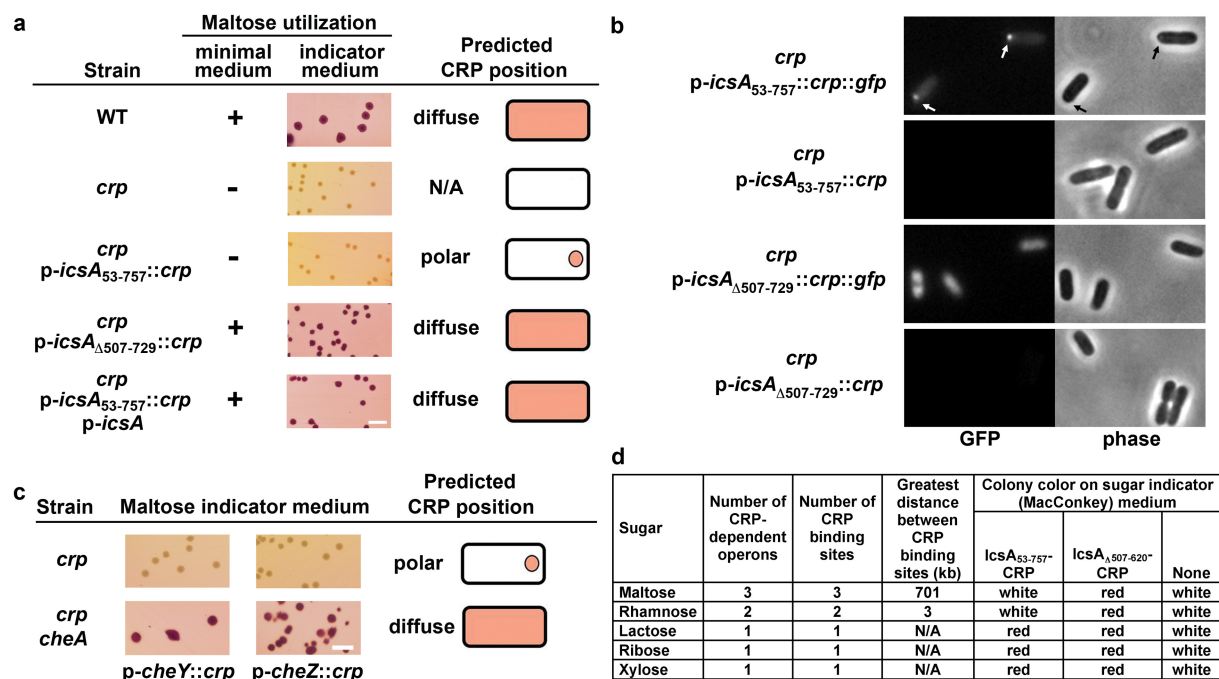 a
Maltose utilization
Strain minimal medium indicator medium Predicted CRP position
WT + diffuse
crp - N/A
crp
p-icsA53-757::crp - polar
crp
p-icsAΔ507-729::crp + diffuse
crp
p-icsA53-757::crp + diffuse
p-icsA
b
crp
p-icsA53-757::crp::gfp
crp
p-icsA53-757::crp
crp
p-icsAΔ507-729::crp::gfp
crp
p-icsAΔ507-729::crp
GFP phase
c
Strain Maltose indicator medium Predicted CRP position
crp polar
crp
cheA diffuse
p-cheY::crp p-cheZ::crp
d
Sugar Number of CRP-dependent operons Number of CRP binding sites Greatest distance between CRP binding sites (kb) Colony color on sugar indicator (MacConkey) medium
IcsA53-757-CRP IcsAΔ507-620-CRP None
Maltose 3 3 701 white red white
Rhamnose 2 2 3 white red white
Lactose 1 1 N/A red red white
Ribose 1 1 N/A red red white
Xylose 1 1 N/A red red white